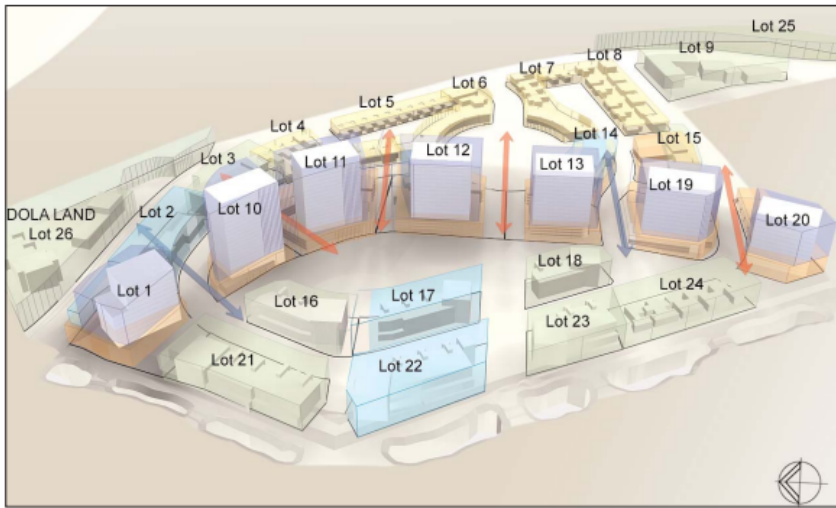 Lot 25
Lot 8
Lot 9
Lot 7
Lot 6
Lot 5
Lot 4
Lot 14
Lot 15
Lot 3
Lot 11
Lot 12
Lot 13
Lot 19
DOLA LAND
Lot 26
Lot 2
Lot 10
Lot 20
Lot 1
Lot 18
Lot 16
Lot 17
Lot 24
Lot 23
Lot 21
Lot 22